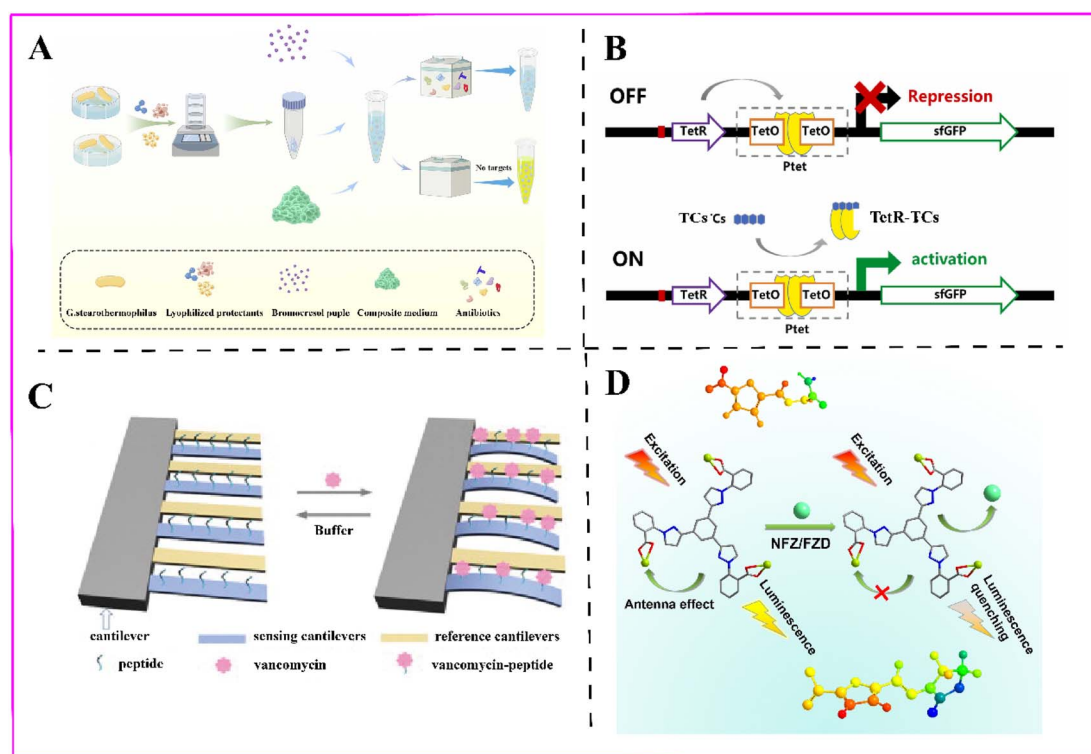 A
No targets
G.stearothermophilus
Lyophilized protectants
Bromocresol puple
Composite medium
Antibiotics
B
OFF
Repression
TetR
TetO
TetO
sfGFP
Ptet
TCs
Cs
TetR-TCs
ON
activation
TetR
TetO
TetO
sfGFP
Ptet
C
Buffer
cantilever
sensing cantilevers
reference cantilevers
peptide
vancomycin
vancomycin-peptide
D
Excitation
Excitation
NFZ/FZD
Antenna effect
Luminescence
Luminescence
quenching